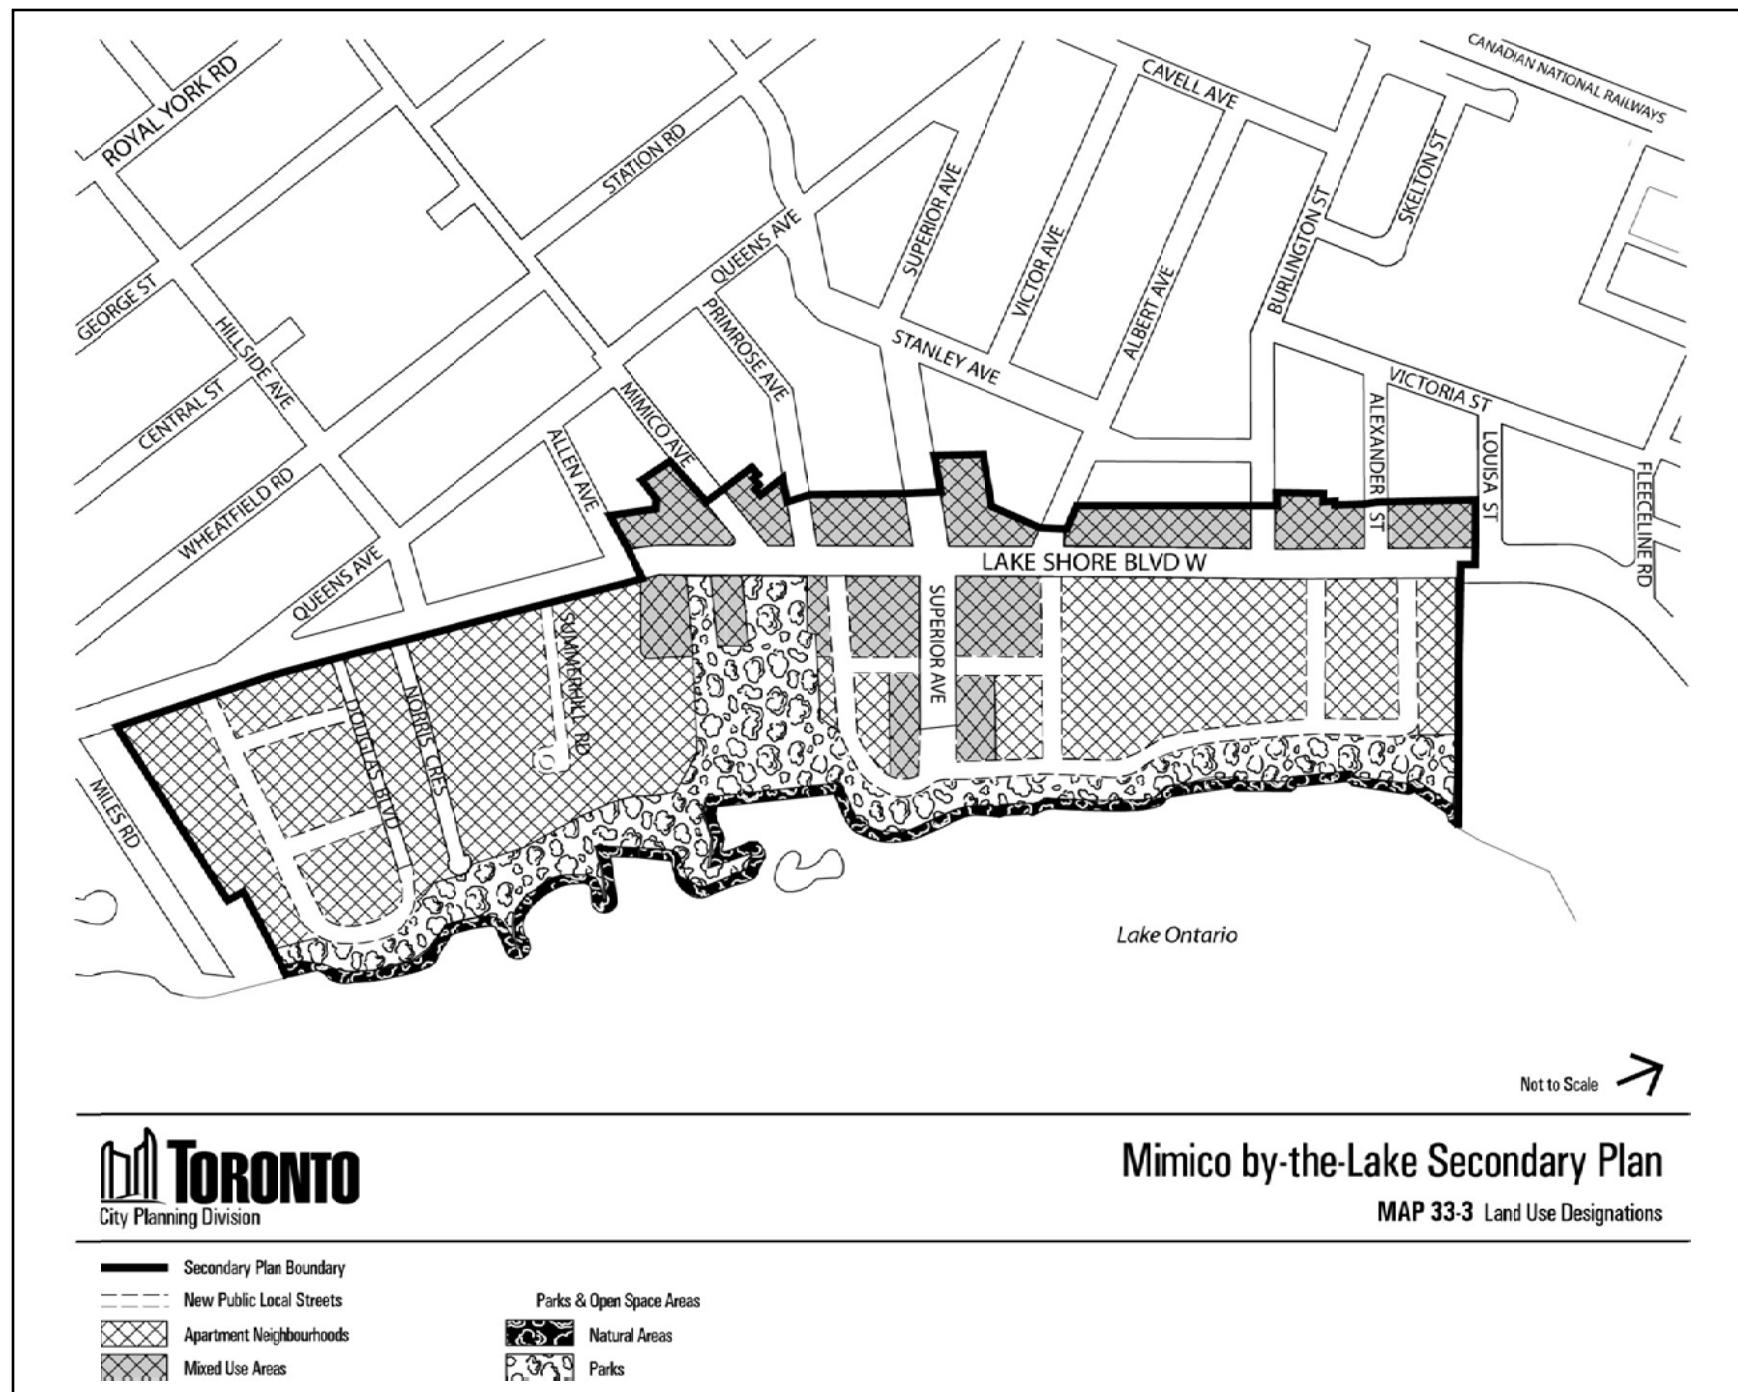 CANADIAN NATIONAL RAILWAYS
CAVELL AVE
ROYAL YORK RD
STATION RD
SKELTON ST
SUPERIOR AVE
QUEENS AVE
VICTOR AVE
BURLINGTON ST
ALBERT AVE
GEORGE ST
HILLSIDE AVE
PRIMROSE AVE
STANLEY AVE
VICTORIA ST
CENTRAL ST
MIMICO AVE
ALEXANDER ST
LOUISA ST
ALLEN AVE
FLEECELINE RD
WHEATFIELD RD
QUEENS AVE
LAKE SHORE BLVD W
SUPERIOR AVE
SUMMERHILL RD
NORRIS CRES
DOUGLAS BLVD
MILES RD
Lake Ontario
Not to Scale
TORONTO
City Planning Division
Mimico by-the-Lake Secondary Plan
MAP 33-3 Land Use Designations
Secondary Plan Boundary
New Public Local Streets
Apartment Neighbourhoods
Mixed Use Areas
Parks & Open Space Areas
Natural Areas
Parks